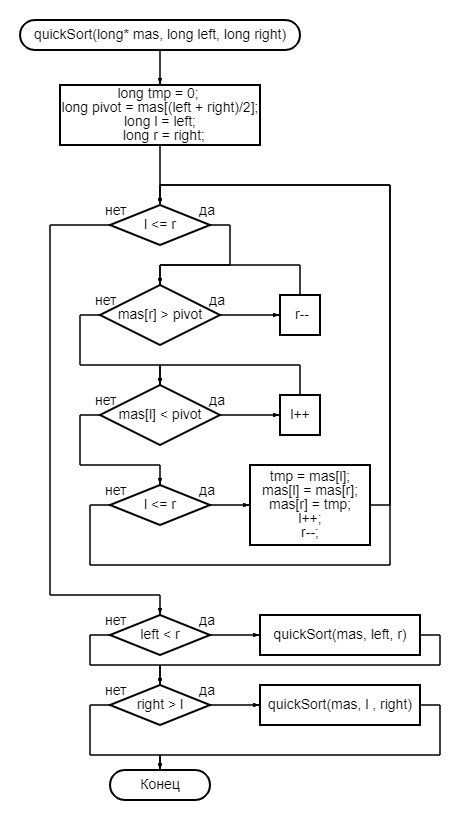 quickSort(long* mas, long left, long right)
long tmp = 0;
long pivot = mas[(left + right)/2];
long l = left;
long r = right;
нет
да
l <= r
нет
да
mas[r] > pivot
r--
нет
да
mas[l] < pivot
l++
нет
да
l <= r
tmp = mas[l];
mas[l] = mas[r];
mas[r] = tmp;
l++;
r--;
нет
да
left < r
quickSort(mas, left, r)
нет
да
right > l
quickSort(mas, l , right)
Конец